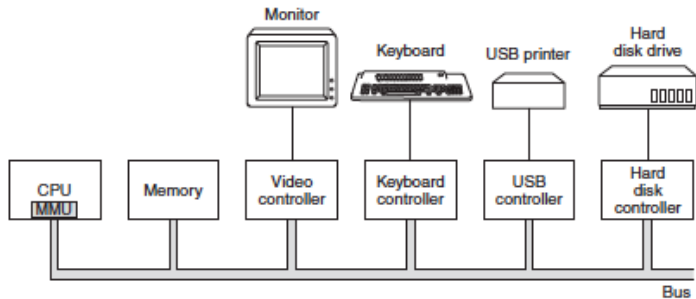 Monitor
Keyboard
USB printer
Hard
disk drive
CPU
MMU
Memory
Video
controller
Keyboard
controller
USB
controller
Hard
disk
controller
Bus